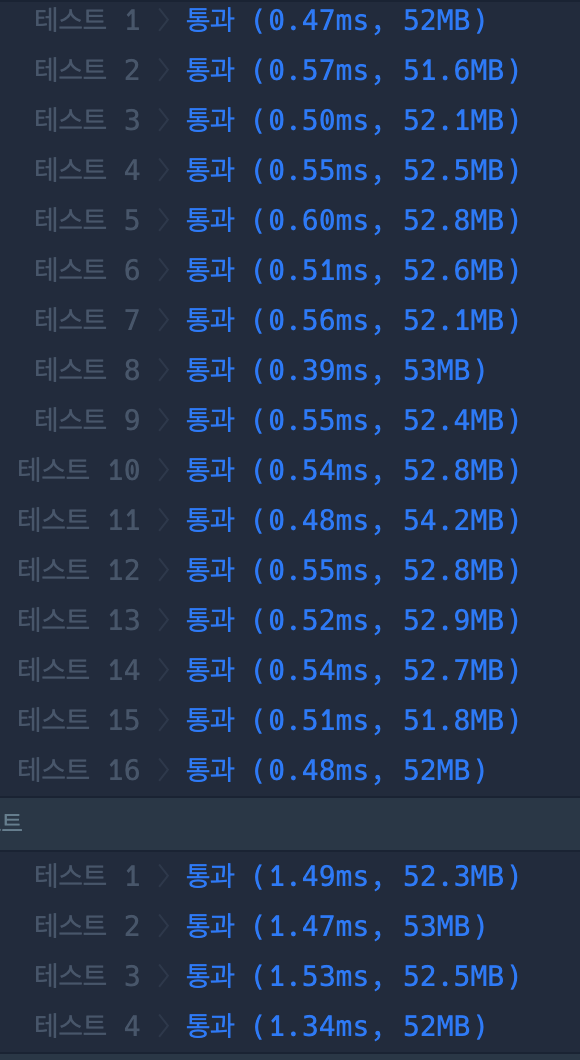 테스트 1 〉 통과 (0.47ms, 52MB)
테스트 2 〉 통과 (0.57ms, 51.6MB)
테스트 3 〉 통과 (0.50ms, 52.1MB)
테스트 4 〉 통과 (0.55ms, 52.5MB)
테스트 5 〉 통과 (0.60ms, 52.8MB)
테스트 6 〉 통과 (0.51ms, 52.6MB)
테스트 7 〉 통과 (0.56ms, 52.1MB)
테스트 8 〉 통과 (0.39ms, 53MB)
테스트 9 〉 통과 (0.55ms, 52.4MB)
테스트 10 〉 통과 (0.54ms, 52.8MB)
테스트 11 〉 통과 (0.48ms, 54.2MB)
테스트 12 〉 통과 (0.55ms, 52.8MB)
테스트 13 〉 통과 (0.52ms, 52.9MB)
테스트 14 〉 통과 (0.54ms, 52.7MB)
테스트 15 〉 통과 (0.51ms, 51.8MB)
테스트 16 〉 통과 (0.48ms, 52MB)
트
테스트 1 〉 통과 (1.49ms, 52.3MB)
테스트 2 〉 통과 (1.47ms, 53MB)
테스트 3 〉 통과 (1.53ms, 52.5MB)
테스트 4 〉 통과 (1.34ms, 52MB)